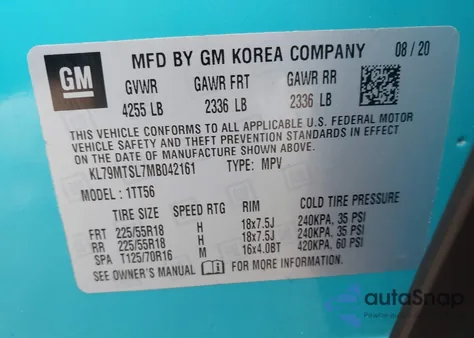 GM
MFD BY GM KOREA COMPANY 08 / 20
GVWR GAWR FRT GAWR RR
4255 LB 2336 LB 2336 LB
THIS VEHICLE CONFORMS TO ALL APPLICABLE U.S. FEDERAL MOTOR
VEHICLE SAFETY AND THEFT PREVENTION STANDARDS IN EFFECT
ON THE DATE OF MANUFACTURE SHOWN ABOVE.
KL79MTSL7MB042161 TYPE: MPV
MODEL : 1TT56
TIRE SIZE SPEED RTG RIM COLD TIRE PRESSURE
FRT 225/55R18 H 18x7.5J 240KPA, 35 PSI
RR 225/55R18 H 18x7.5J 240KPA, 35 PSI
SPA T125/70R16 M 16x4.0BT 420KPA, 60 PSI
SEE OWNER'S MANUAL FOR MORE INFORMATION
autoSnap